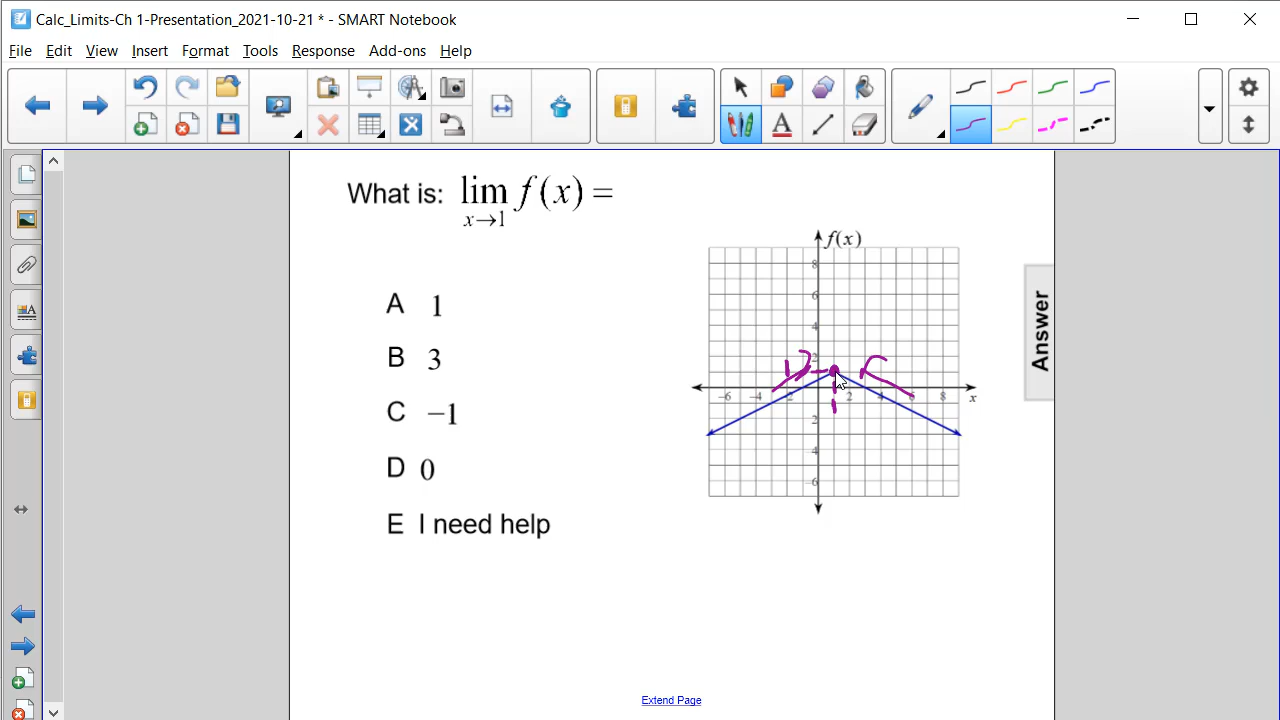 Calc_Limits-Ch 1-Presentation_2021-10-21 * - SMART Notebook
File Edit View Insert Format Tools Response Add-ons Help
What is: lim f(x) =
x→1
f(x)
8
6
4
2
A 1
B 3
C −1
D 0
E I need help
-6 -4 -2 2 4 6 8 x
2
-4
-6
Answer
Extend Page